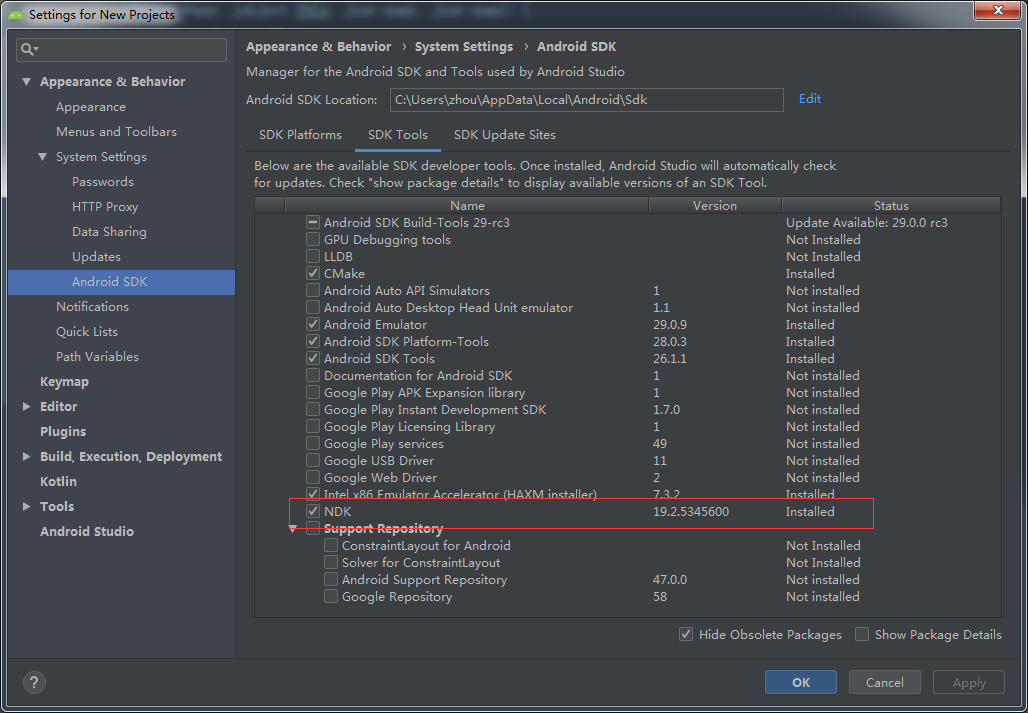 Settings for New Projects
Appearance & Behavior
Appearance
Menus and Toolbars
System Settings
Passwords
HTTP Proxy
Data Sharing
Updates
Android SDK
Notifications
Quick Lists
Path Variables
Keymap
Editor
Plugins
Build, Execution, Deployment
Kotlin
Tools
Android Studio
Appearance & Behavior › System Settings › Android SDK
Manager for the Android SDK and Tools used by Android Studio
Android SDK Location: C:\Users\zhou\AppData\Local\Android\Sdk Edit
SDK Platforms SDK Tools SDK Update Sites
Below are the available SDK developer tools. Once installed, Android Studio will automatically check
for updates. Check "show package details" to display available versions of an SDK Tool.
Name Version Status
Android SDK Build-Tools 29-rc3 Update Available: 29.0.0 rc3
GPU Debugging tools Not Installed
LLDB Not Installed
CMake Installed
Android Auto API Simulators 1 Not installed
Android Auto Desktop Head Unit emulator 1.1 Not installed
Android Emulator 29.0.9 Installed
Android SDK Platform-Tools 28.0.3 Installed
Android SDK Tools 26.1.1 Installed
Documentation for Android SDK 1 Not installed
Google Play APK Expansion library 1 Not installed
Google Play Instant Development SDK 1.7.0 Not installed
Google Play Licensing Library 1 Not installed
Google Play services 49 Not installed
Google USB Driver 11 Not installed
Google Web Driver 2 Not installed
Intel x86 Emulator Accelerator (HAXM installer) 7.3.2 Installed
NDK 19.2.5345600 Installed
Support Repository
ConstraintLayout for Android Not Installed
Solver for ConstraintLayout Not Installed
Android Support Repository 47.0.0 Not installed
Google Repository 58 Not installed
Hide Obsolete Packages Show Package Details
? OK Cancel Apply